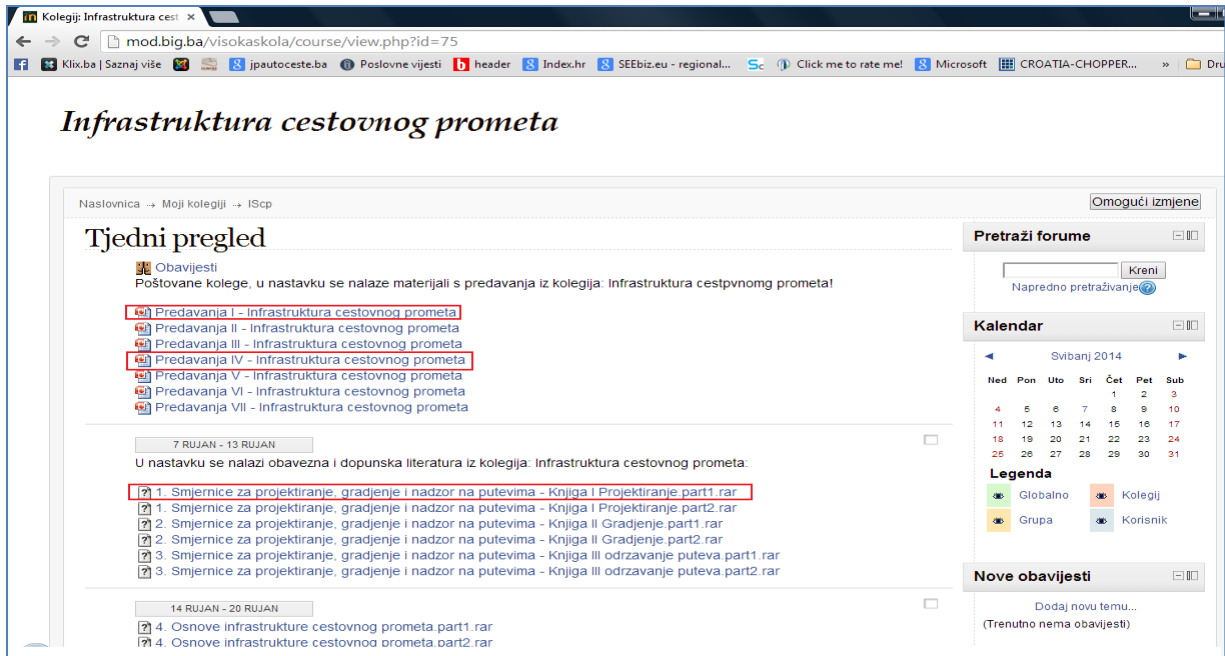 Kolegij: Infrastruktura cest ×
mod.big.ba/visokaskola/course/view.php?id=75
Klix.ba | Saznaj više jpautoceste.ba Poslovne vijesti header Index.hr SEEbiz.eu - regional... Click me to rate me! Microsoft CROATIA-CHOPPER... » Dru
Infrastruktura cestovnog prometa
Naslovnica → Moji kolegiji → IScp
Omogući izmjene
Tjedni pregled
Obavijesti
Poštovane kolege, u nastavku se nalaze materijali s predavanja iz kolegija: Infrastruktura cestpvnomg prometa!
Predavanja I - Infrastruktura cestovnog prometa
Predavanja II - Infrastruktura cestovnog prometa
Predavanja III - Infrastruktura cestovnog prometa
Predavanja IV - Infrastruktura cestovnog prometa
Predavanja V - Infrastruktura cestovnog prometa
Predavanja VI - Infrastruktura cestovnog prometa
Predavanja VII - Infrastruktura cestovnog prometa
7 RUJAN - 13 RUJAN
U nastavku se nalazi obavezna i dopunska literatura iz kolegija: Infrastruktura cestovnog prometa:
1. Smjernice za projektiranje, gradjenje i nadzor na putevima - Knjiga I Projektiranje.part1.rar
1. Smjernice za projektiranje, gradjenje i nadzor na putevima - Knjiga I Projektiranje.part2.rar
2. Smjernice za projektiranje, gradjenje i nadzor na putevima - Knjiga II Gradjenje.part1.rar
2. Smjernice za projektiranje, gradjenje i nadzor na putevima - Knjiga II Gradjenje.part2.rar
3. Smjernice za projektiranje, gradjenje i nadzor na putevima - Knjiga III odrzavanje puteva.part1.rar
3. Smjernice za projektiranje, gradjenje i nadzor na putevima - Knjiga III odrzavanje puteva.part2.rar
14 RUJAN - 20 RUJAN
4. Osnove infrastrukture cestovnog prometa.part1.rar
4. Osnove infrastrukture cestovnog prometa.part2.rar
Pretraži forume
Kreni
Napredno pretraživanje
Kalendar
◄ Svibanj 2014 ►
Ned Pon Uto Sri Čet Pet Sub
1 2 3
4 5 6 7 8 9 10
11 12 13 14 15 16 17
18 19 20 21 22 23 24
25 26 27 28 29 30 31
Legenda
Globalno Kolegij
Grupa Korisnik
Nove obavijesti
Dodaj novu temu...
(Trenutno nema obavijesti)